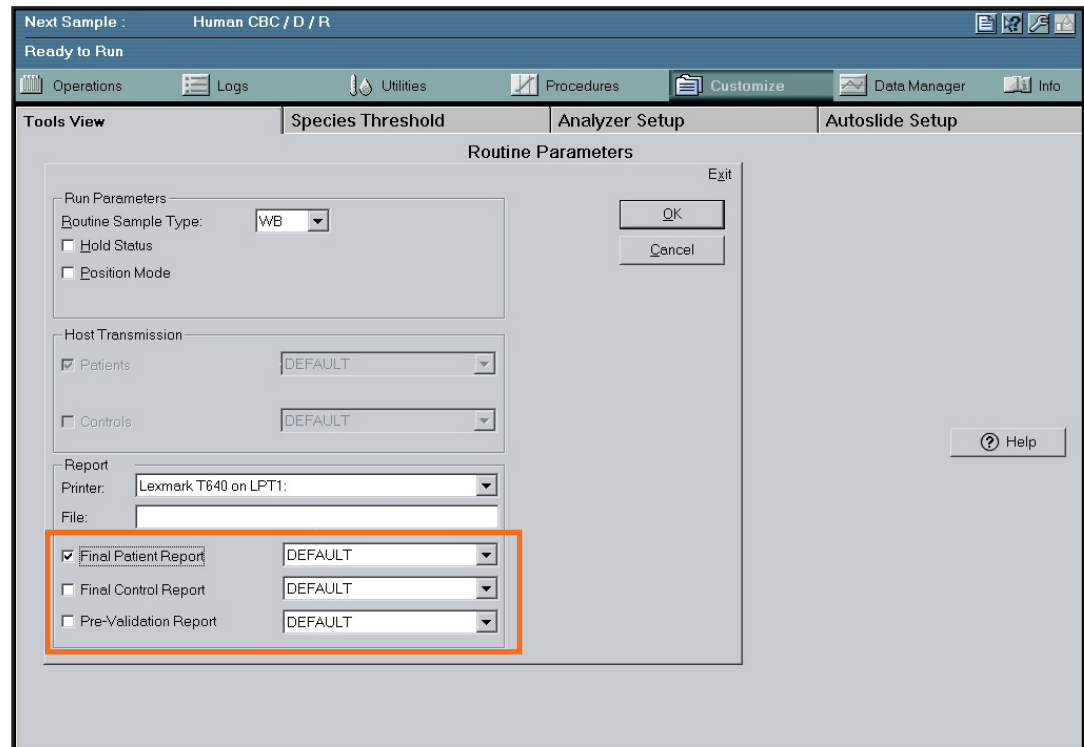 Next Sample : Human CBC / D / R
Ready to Run
Operations Logs Utilities Procedures Customize Data Manager Info
Tools View Species Threshold Analyzer Setup Autoslide Setup
Routine Parameters
Exit
Run Parameters
Routine Sample Type: WB
OK
Hold Status
Cancel
Position Mode
Host Transmission
Patients DEFAULT
Controls DEFAULT
Help
Report
Printer: Lexmark T640 on LPT1:
File:
Final Patient Report DEFAULT
Final Control Report DEFAULT
Pre-Validation Report DEFAULT